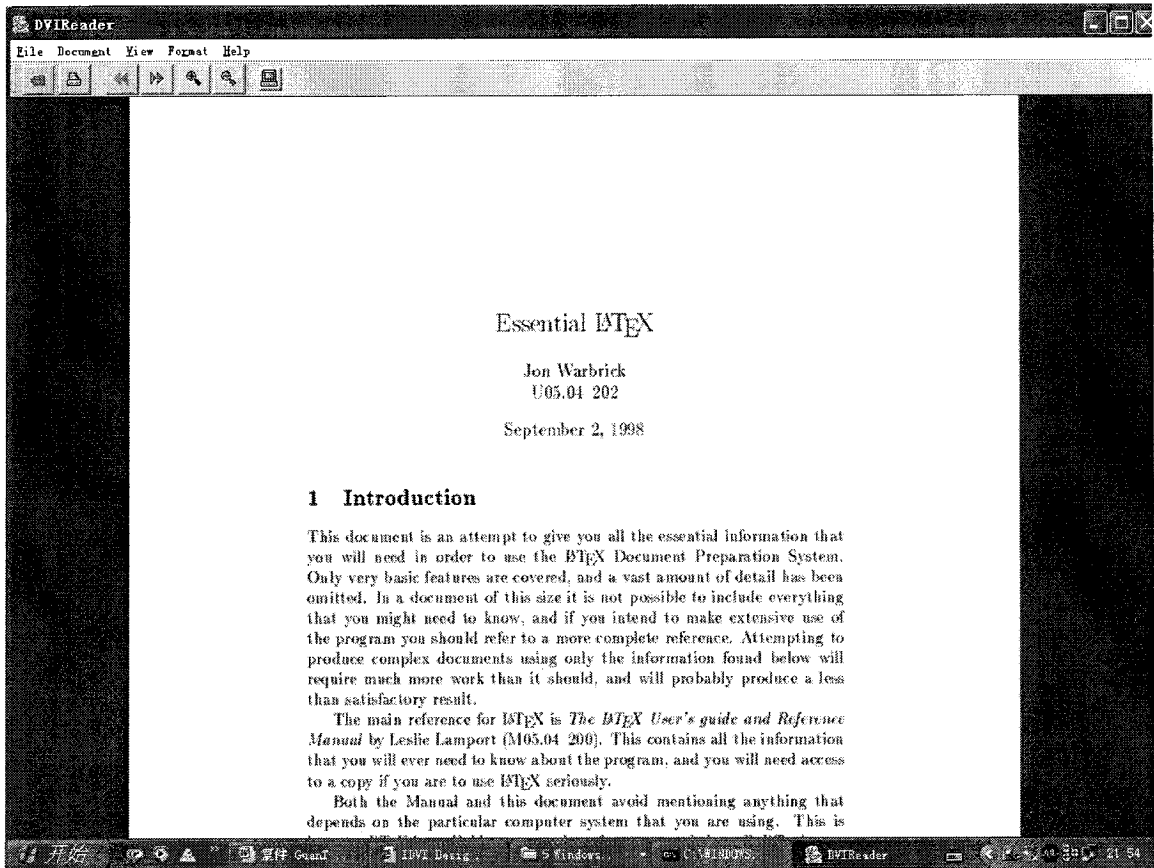 DVIReader
File Document View Format Help
Essential LATEX
Jon Warbrick
U05.04 202
September 2, 1998
1 Introduction
This document is an attempt to give you all the essential information that
you will need in order to use the LATEX Document Preparation System.
Only very basic features are covered, and a vast amount of detail has been
omitted. In a document of this size it is not possible to include everything
that you might need to know, and if you intend to make extensive use of
the program you should refer to a more complete reference. Attempting to
produce complex documents using only the information found below will
require much more work than it should, and will probably produce a less
than satisfactory result.
The main reference for LATEX is The LATEX User's guide and Reference
Manual by Leslie Lamport (M05.04 200). This contains all the information
that you will ever need to know about the program, and you will need access
to a copy if you are to use LATEX seriously.
Both the Manual and this document avoid mentioning anything that
depends on the particular computer system that you are using. This is
开始 复件 5 Windows... C:\WINDOWS. DVIReader 21:54